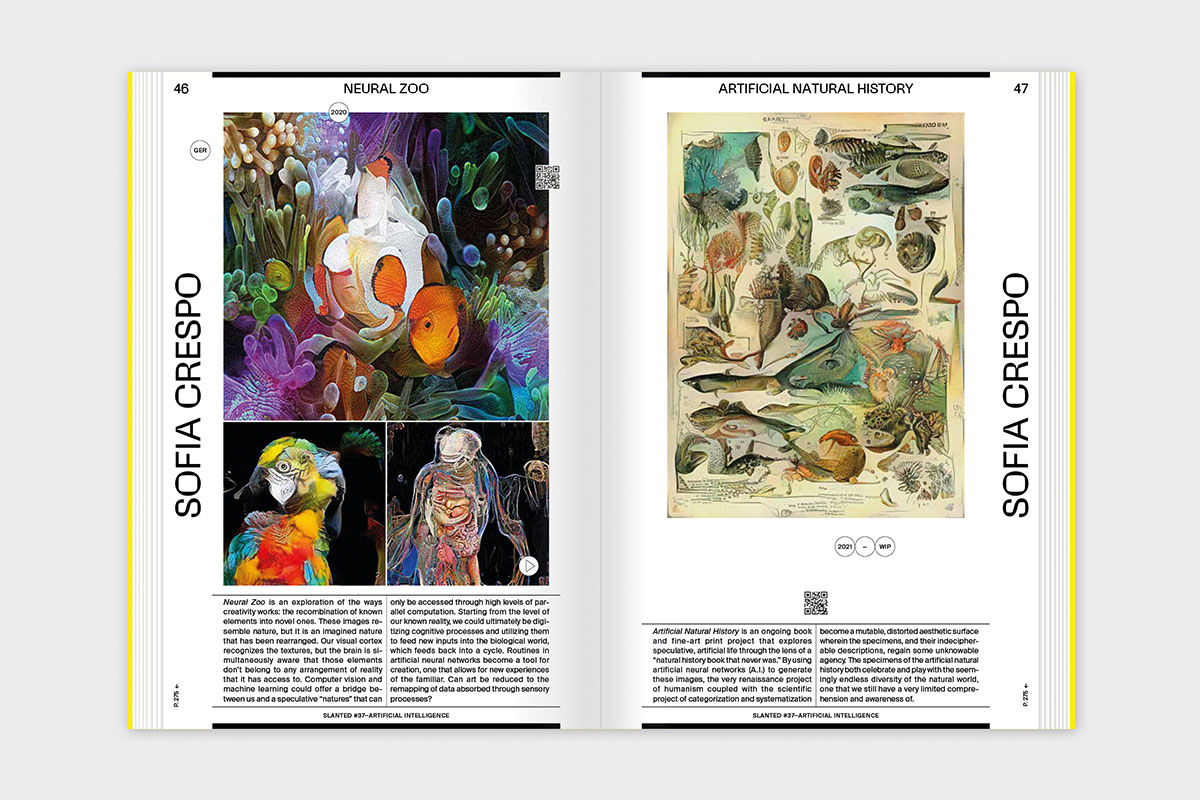 46
NEURAL ZOO
2020
GER
SOFIA CRESPO
Neural Zoo is an exploration of the ways
creativity works: the recombination of known
elements into novel ones. These images re-
semble nature, but it is an imagined nature
that has been rearranged. Our visual cortex
recognizes the textures, but the brain is si-
multaneously aware that those elements
don't belong to any arrangement of reality
that it has access to. Computer vision and
machine learning could offer a bridge be-
tween us and a speculative "natures" that can
only be accessed through high levels of par-
allel computation. Starting from the level of
our known reality, we could ultimately be digi-
tizing cognitive processes and utilizing them
to feed new inputs into the biological world,
which feeds back into a cycle. Routines in
artificial neural networks become a tool for
creation, one that allows for new experiences
of the familiar. Can art be reduced to the
remapping of data absorbed through sensory
processes?
P. 275 ←
SLANTED #37—ARTIFICIAL INTELLIGENCE
ARTIFICIAL NATURAL HISTORY
47
SOFIA CRESPO
2021 – WIP
Artificial Natural History is an ongoing book
and fine-art print project that explores
speculative, artificial life through the lens of a
"natural history book that never was." By using
artificial neural networks (A.I.) to generate
these images, the very renaissance project
of humanism coupled with the scientific
project of categorization and systematization
become a mutable, distorted aesthetic surface
wherein the specimens, and their indecipher-
able descriptions, regain some unknowable
agency. The specimens of the artificial natural
history both celebrate and play with the seem-
ingly endless diversity of the natural world,
one that we still have a very limited compre-
hension and awareness of.
P. 275 ←
SLANTED #37—ARTIFICIAL INTELLIGENCE